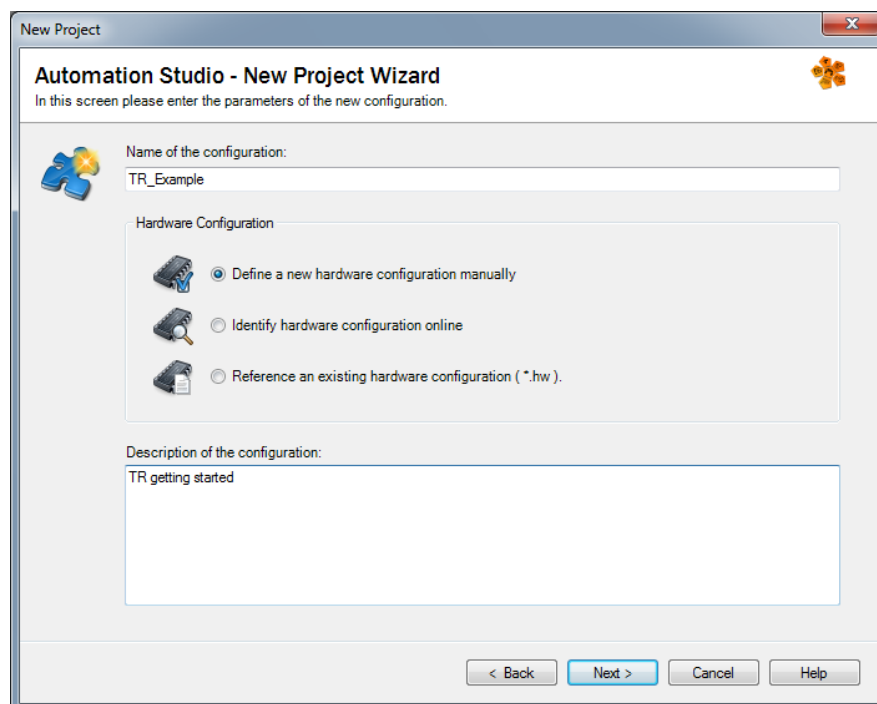 New Project
Automation Studio - New Project Wizard
In this screen please enter the parameters of the new configuration.
Name of the configuration:
TR_Example
Hardware Configuration
Define a new hardware configuration manually
Identify hardware configuration online
Reference an existing hardware configuration ( *.hw ).
Description of the configuration:
TR getting started
< Back
Next >
Cancel
Help